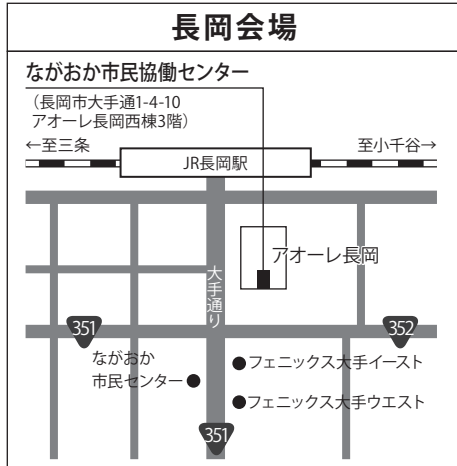 長岡会場
ながおか市民協働センター
（長岡市大手通1-4-10
アオーレ長岡西棟3階）
←至三条
至小千谷→
JR長岡駅
アオーレ長岡
大手通り
351
352
ながおか
市民センター
フェニックス大手イースト
フェニックス大手ウエスト
351